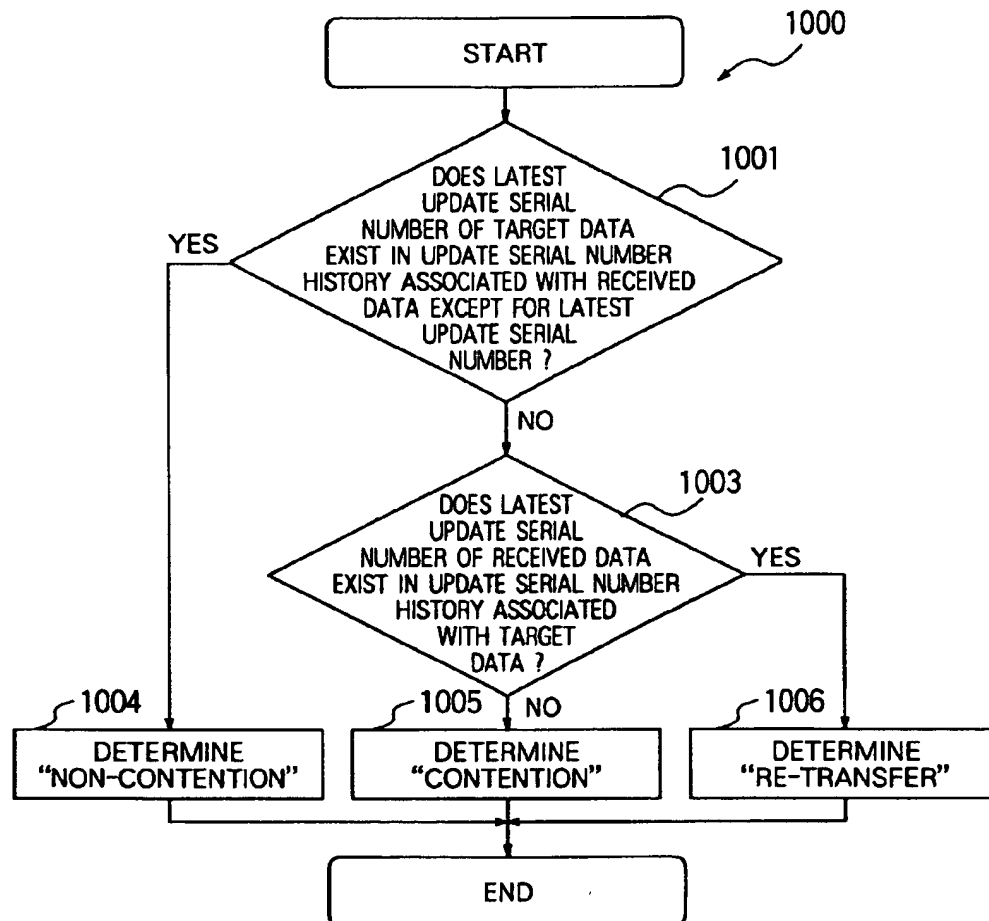 START
1000
DOES LATEST
UPDATE SERIAL
NUMBER OF TARGET DATA
EXIST IN UPDATE SERIAL NUMBER
HISTORY ASSOCIATED WITH RECEIVED
DATA EXCEPT FOR LATEST
UPDATE SERIAL
NUMBER ?
1001
YES
NO
DOES LATEST
UPDATE SERIAL
NUMBER OF RECEIVED DATA
EXIST IN UPDATE SERIAL NUMBER
HISTORY ASSOCIATED
WITH TARGET
DATA ?
1003
YES
NO
1004
DETERMINE
“NON-CONTENTION”
1005
DETERMINE
“CONTENTION”
1006
DETERMINE
“RE-TRANSFER”
END